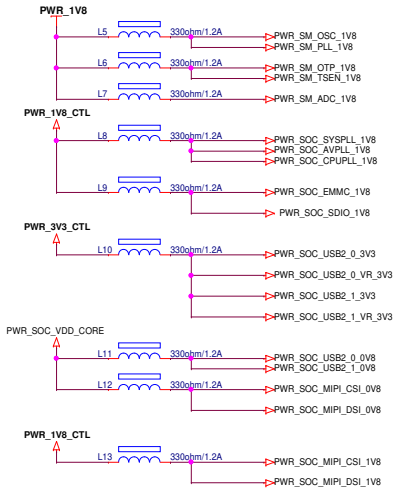 PWR_1V8
L5 330ohm/1.2A PWR_SM_OSC_1V8
PWR_SM_PLL_1V8
L6 330ohm/1.2A PWR_SM_OTP_1V8
PWR_SM_TSEN_1V8
L7 330ohm/1.2A PWR_SM_ADC_1V8
PWR_1V8_CTL
L8 330ohm/1.2A PWR_SOC_SYSPLL_1V8
PWR_SOC_AVPLL_1V8
PWR_SOC_CPUPLL_1V8
L9 330ohm/1.2A PWR_SOC_EMMC_1V8
PWR_SOC_SDIO_1V8
PWR_3V3_CTL
L10 330ohm/1.2A PWR_SOC_USB2_0_3V3
PWR_SOC_USB2_0_VR_3V3
PWR_SOC_USB2_1_3V3
PWR_SOC_USB2_1_VR_3V3
PWR_SOC_VDD_CORE
L11 330ohm/1.2A PWR_SOC_USB2_0_0V8
PWR_SOC_USB2_1_0V8
L12 330ohm/1.2A PWR_SOC_MIPI_CSI_0V8
PWR_SOC_MIPI_DSI_0V8
PWR_1V8_CTL
L13 330ohm/1.2A PWR_SOC_MIPI_CSI_1V8
PWR_SOC_MIPI_DSI_1V8